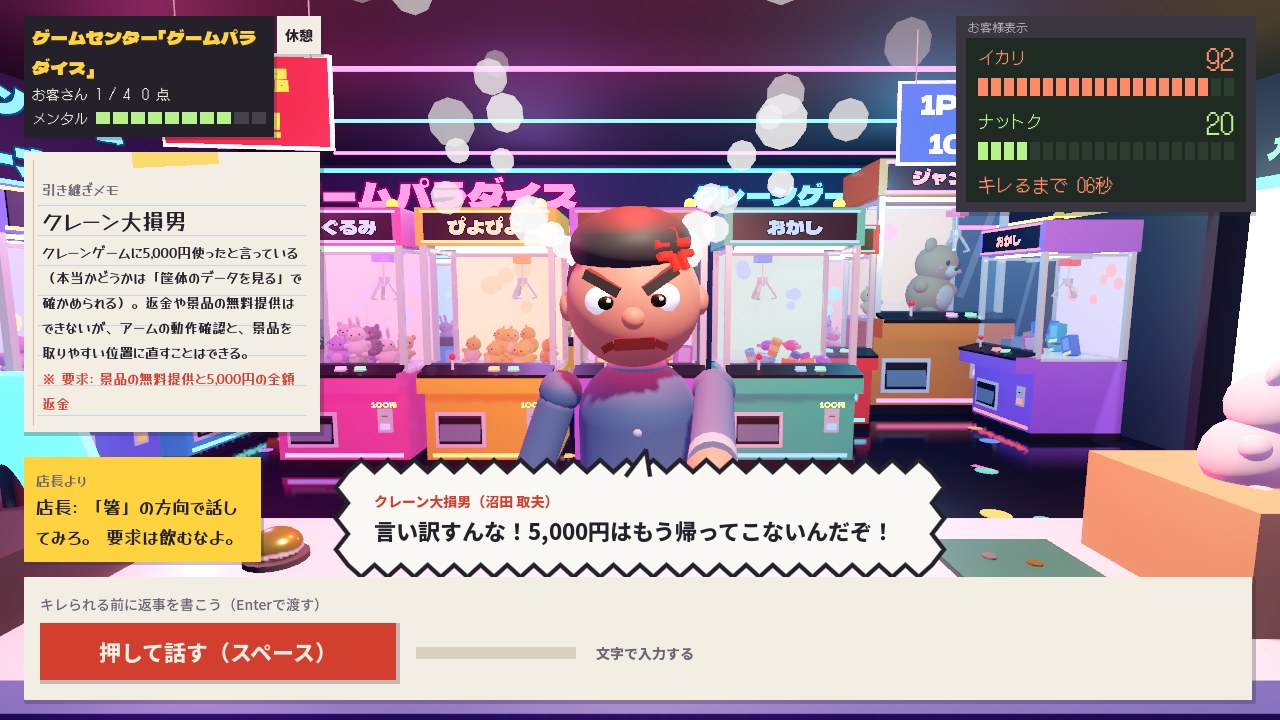 ゲームセンター「ゲームパラ
ダイス」
お客さん 1/40点
メンタル
休憩
引き継ぎメモ
クレーン大損男
クレーンゲームに5,000円使ったと言っている
（本当かどうかは「筐体のデータを見る」で
確かめられる）。返金や景品の無料提供は
できないが、アームの動作確認と、景品を
取りやすい位置に直すことはできる。
※ 要求: 景品の無料提供と5,000円の全額
返金
店長より
店長: 「箸」の方向で話し
てみろ。 要求は飲むなよ。
お客様表示
イカリ 92
ナットク 20
キレるまで 06秒
1P
10
ームパラダイス
クレーンゲー
ジャン
ぐるみ
ぴよぴよ
おかし
おかし
100円
100円
クレーン大損男（沼田 取夫）
言い訳すんな！5,000円はもう帰ってこないんだぞ！
キレられる前に返事を書こう（Enterで渡す）
押して話す（スペース）
文字で入力する